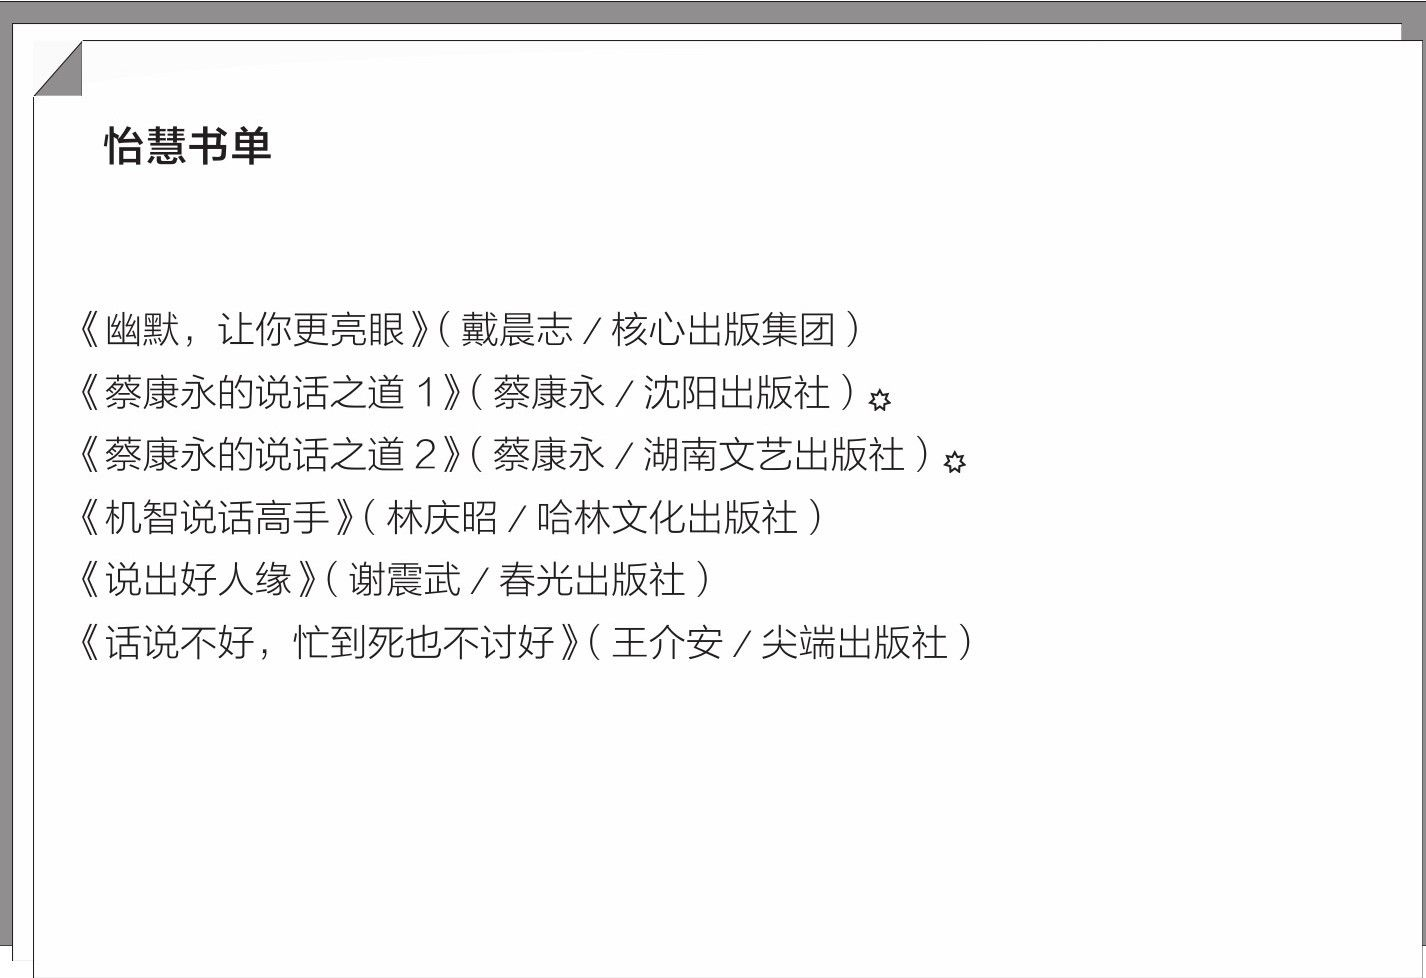 怡慧书单
《幽默，让你更亮眼》（戴晨志／核心出版集团）
《蔡康永的说话之道1》（蔡康永／沈阳出版社）✡
《蔡康永的说话之道2》（蔡康永／湖南文艺出版社）✡
《机智说话高手》（林庆昭／哈林文化出版社）
《说出好人缘》（谢震武／春光出版社）
《话说不好，忙到死也不讨好》（王介安／尖端出版社）